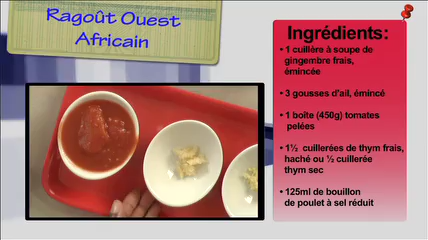 Ragoût Ouest
Africain
Ingrédients:
• 1 cuillère à soupe de
gingembre frais,
émincée
• 3 gousses d'ail, émincé
• 1 boîte (450g) tomates
pelées
• 1½ cuillerées de thym frais,
haché ou ½ cuillerée
thym sec
• 125ml de bouillon
de poulet à sel réduit